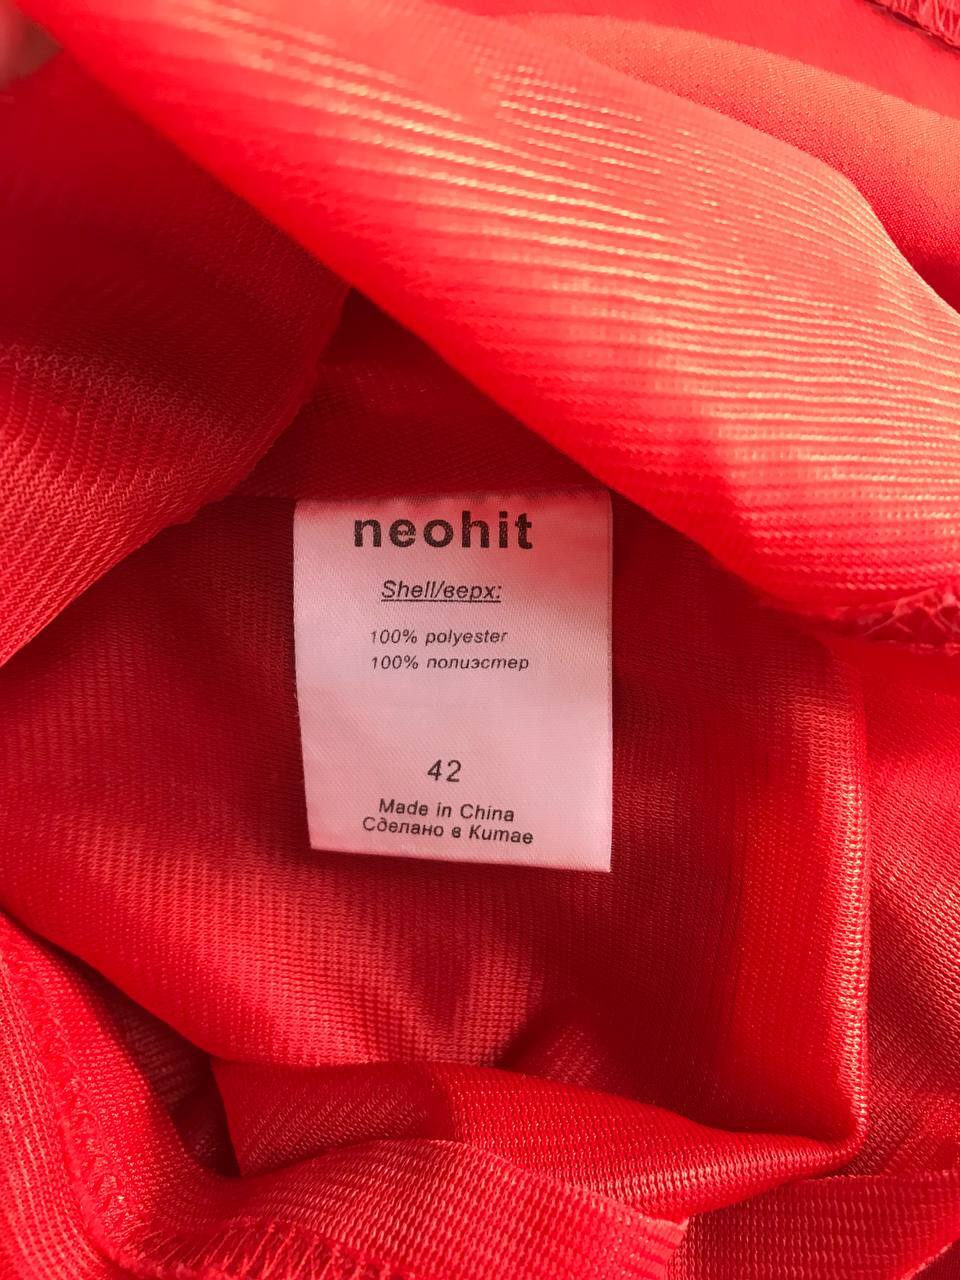 neohit
Shell/верх:
100% polyester
100% полиэстер
42
Made in China
Сделано в Китае